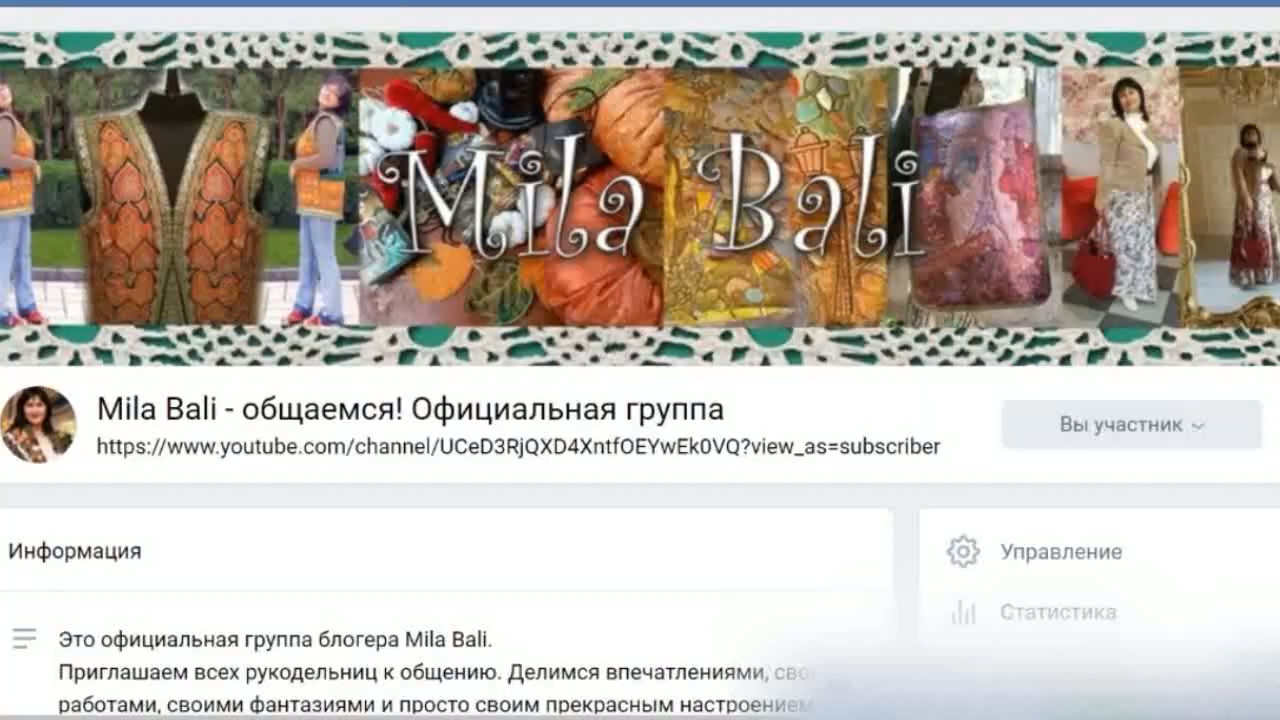 Mila Bali
Mila Bali - общаемся! Официальная группа
https://www.youtube.com/channel/UCeD3RjQXD4XntfOEYwEk0VQ?view_as=subscriber
Вы участник
Информация
Управление
Статистика
Это официальная группа блогера Mila Bali.
Приглашаем всех рукодельниц к общению. Делимся впечатлениями,
работами, своими фантазиями и просто своим прекрасным настроением